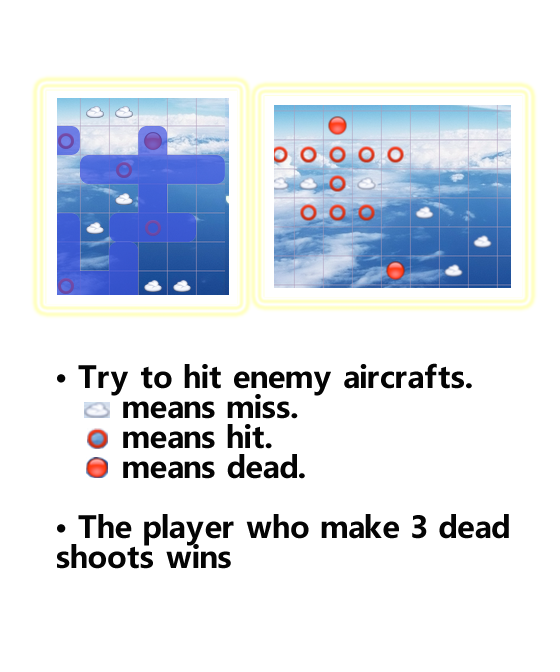 • Try to hit enemy aircrafts.
means miss.
means hit.
means dead.
• The player who make 3 dead
shoots wins